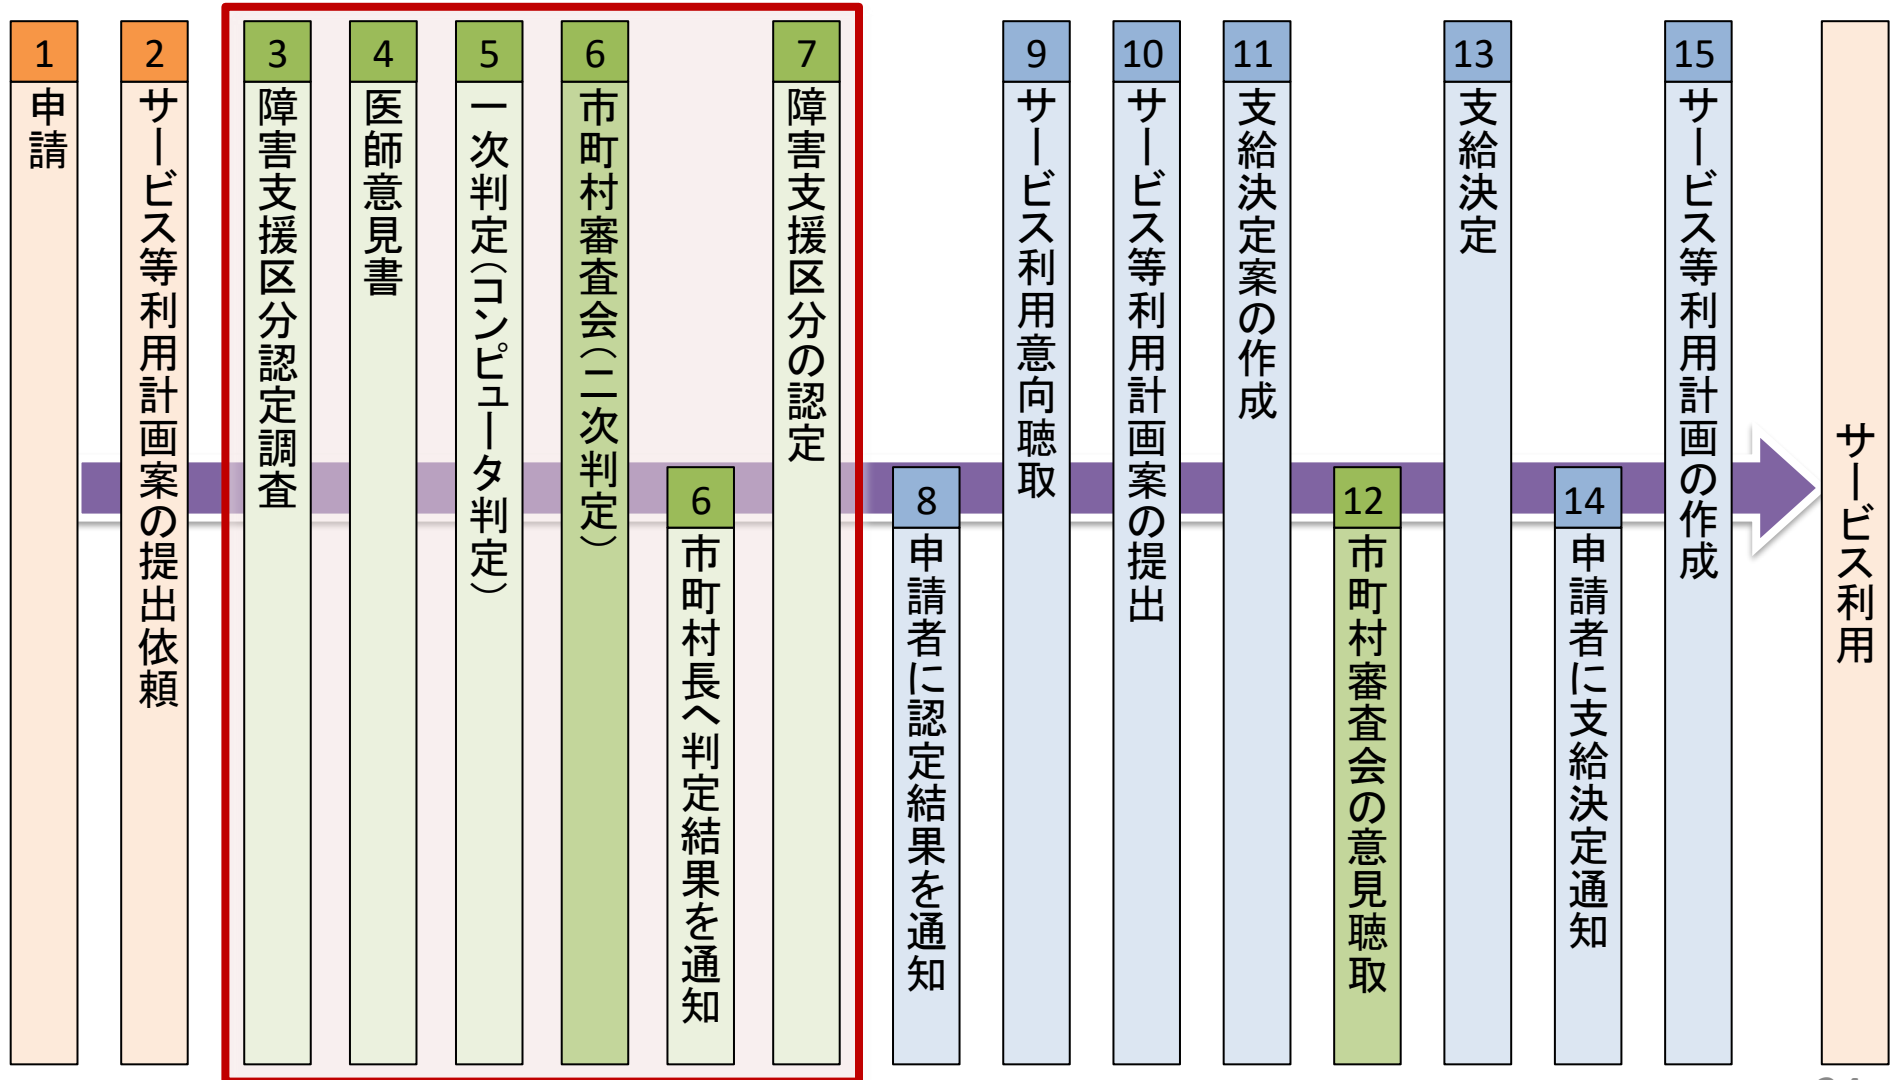 1
申請
2
サービス等利用計画案の提出依頼
3
障害支援区分認定調査
4
医師意見書
5
一次判定(コンピュータ判定)
6
市町村審査会(二次判定)
6
市町村長へ判定結果を通知
7
障害支援区分の認定
8
申請者に認定結果を通知
9
サービス利用意向聴取
10
サービス等利用計画案の提出
11
支給決定案の作成
12
市町村審査会の意見聴取
13
支給決定
14
申請者に支給決定通知
15
サービス等利用計画の作成
サービス利用